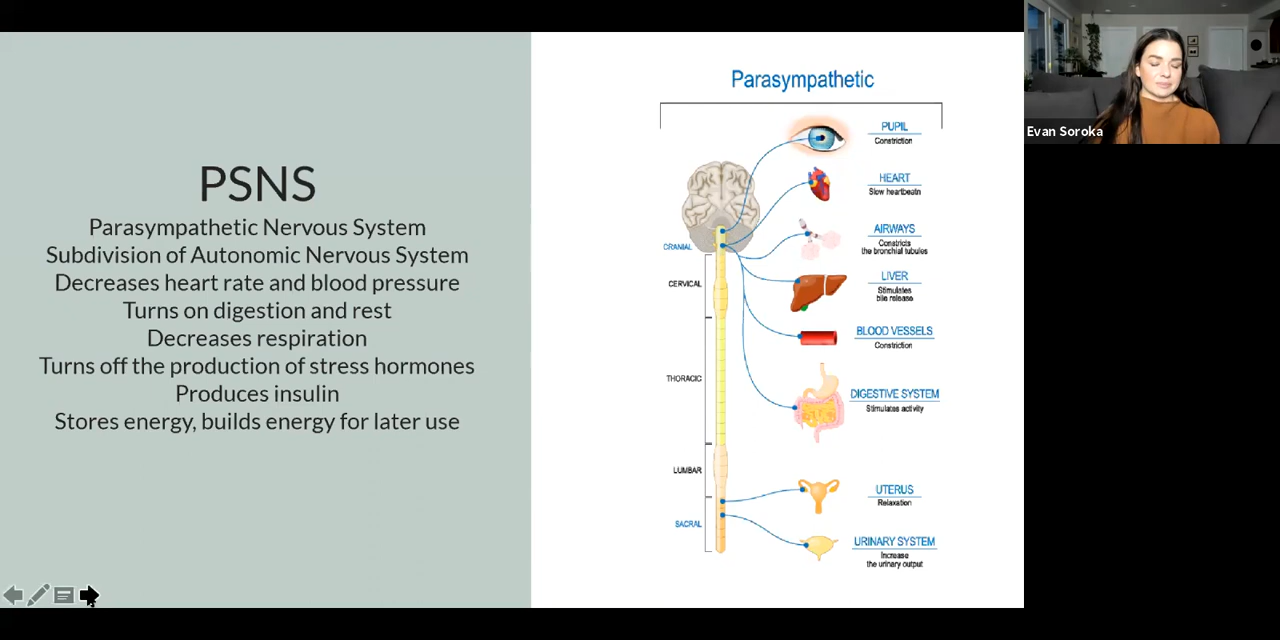 PSNS
Parasympathetic Nervous System
Subdivision of Autonomic Nervous System
Decreases heart rate and blood pressure
Turns on digestion and rest
Decreases respiration
Turns off the production of stress hormones
Produces insulin
Stores energy, builds energy for later use
Parasympathetic
PUPIL
Constriction
HEART
Slow heartbeatn
AIRWAYS
Constricts
the bronchial tubules
LIVER
Stimulates
bile release
BLOOD VESSELS
Constriction
DIGESTIVE SYSTEM
Stimulates activity
UTERUS
Relaxation
URINARY SYSTEM
Increase
the urinary output
CRANIAL
CERVICAL
THORACIC
LUMBAR
SACRAL
Evan Soroka